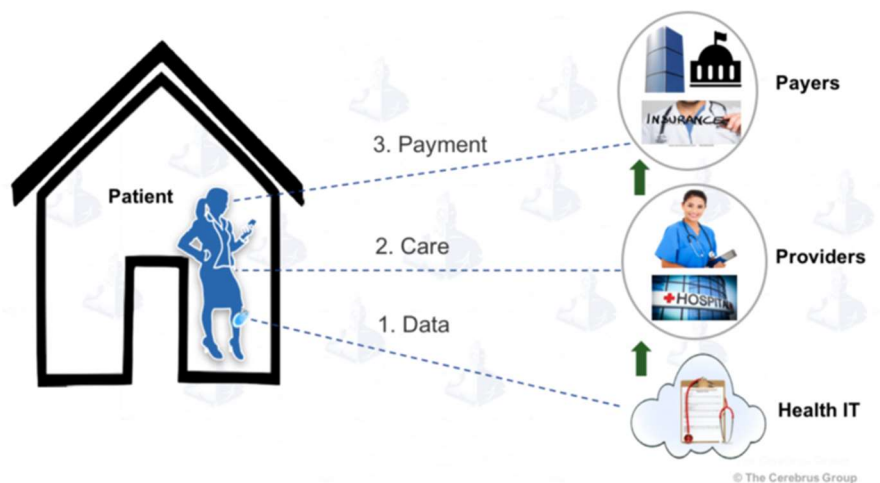 Payers
INSURANCE
3. Payment
Patient
2. Care
Providers
HOSPITA
1. Data
Health IT
© The Cerebrus Group